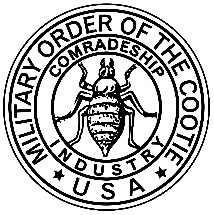 MILITARY ORDER OF THE COOTIE
COMRADESHIP
INDUSTRY
★ USA ★